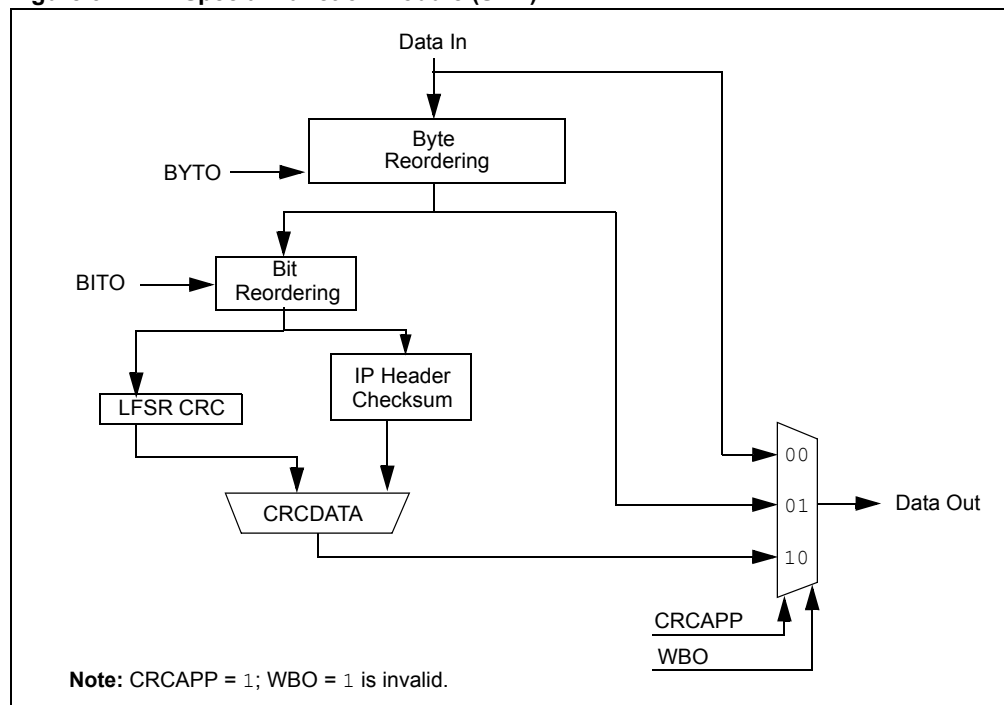 Data In
Byte
Reordering
BYTO
Bit
Reordering
BITO
IP Header
Checksum
LFSR CRC
00
CRCDATA
01
Data Out
10
CRCAPP
WBO
Note: CRCAPP = 1; WBO = 1 is invalid.